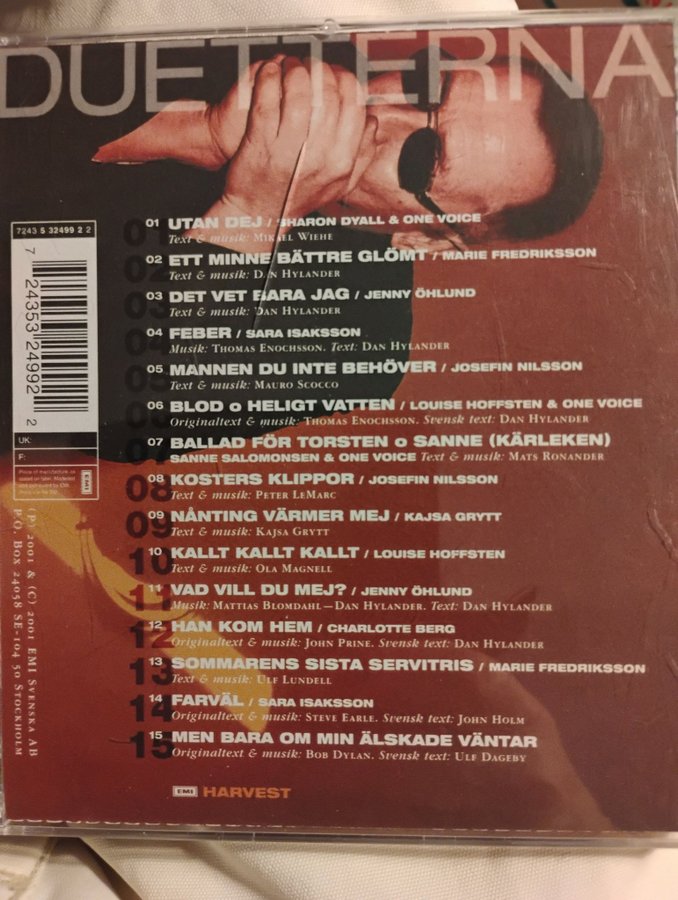 DUETTERNA
7243 5 32499 2 2
7 24353 24992 2
UK:
F:
EMI
01 UTAN DEJ / SHARON DYALL & ONE VOICE
Text & musik: MIKAEL WIEHE
02 ETT MINNE BÄTTRE GLÖMT / MARIE FREDRIKSSON
Text & musik: DAN HYLANDER
03 DET VET BARA JAG / JENNY ÖHLUND
Text & musik: DAN HYLANDER
04 FEBER / SARA ISAKSSON
Musik: THOMAS ENOCHSSON. Text: DAN HYLANDER
05 MANNEN DU INTE BEHÖVER / JOSEFIN NILSSON
Text & musik: MAURO SCOCCO
06 BLOD o HELIGT VATTEN / LOUISE HOFFSTEN & ONE VOICE
Originaltext & musik: THOMAS ENOCHSSON. Svensk text: DAN HYLANDER
07 BALLAD FÖR TORSTEN o SANNE (KÄRLEKEN)
SANNE SALOMONSEN & ONE VOICE Text & musik: MATS RONANDER
08 KOSTERS KLIPPOR / JOSEFIN NILSSON
Text & musik: PETER LEMARC
09 NÅNTING VÄRMER MEJ / KAJSA GRYTT
Text & musik: KAJSA GRYTT
10 KALLT KALLT KALLT / LOUISE HOFFSTEN
Text & musik: OLA MAGNELL
11 VAD VILL DU MEJ? / JENNY ÖHLUND
Musik: MATTIAS BLOMDAHL—DAN HYLANDER. Text: DAN HYLANDER
12 HAN KOM HEM / CHARLOTTE BERG
Originaltext & musik: JOHN PRINE. Svensk text: DAN HYLANDER
13 SOMMARENS SISTA SERVITRIS / MARIE FREDRIKSSON
Text & musik: ULF LUNDELL
14 FARVÄL / SARA ISAKSSON
Originaltext & musik: STEVE EARLE. Svensk text: JOHN HOLM
15 MEN BARA OM MIN ÄLSKADE VÄNTAR
Originaltext & musik: BOB DYLAN. Svensk text: ULF DAGEBY
EMI HARVEST
(P) 2001 & (C) 2001 EMI SVENSKA AB
P.O. BOX 24058 SE-104 50 STOCKHOLM